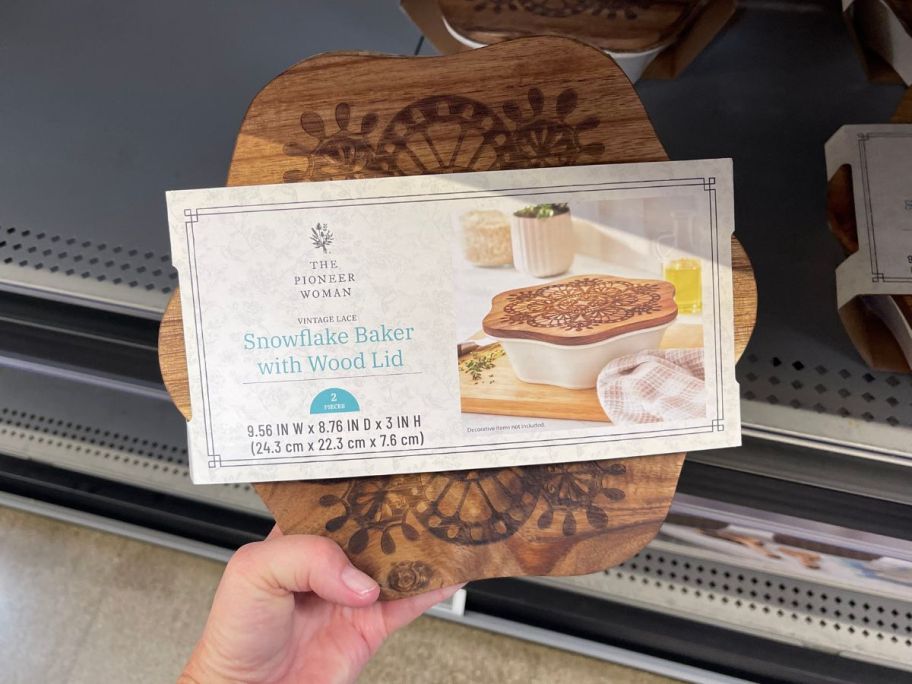 THE
PIONEER
WOMAN
VINTAGE LACE
Snowflake Baker
with Wood Lid
2
PIECES
9.56 IN W x 8.76 IN D x 3 IN H
(24.3 cm x 22.3 cm x 7.6 cm)
Decorative items not included.